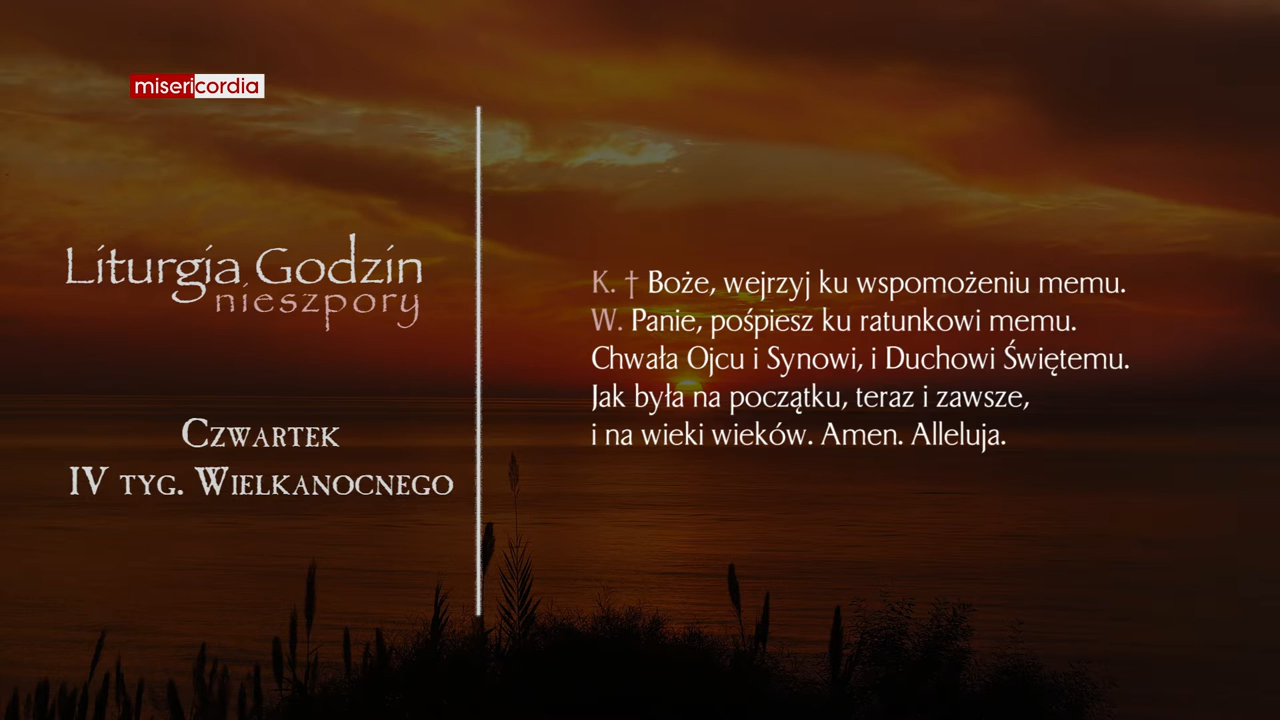 misericordia
Liturgia Godzin
nieszpory
Czwartek
IV tyg. Wielkanocnego
K. † Boże, wejrzyj ku wspomożeniu memu.
W. Panie, pośpiesz ku ratunkowi memu.
Chwała Ojcu i Synowi, i Duchowi Świętemu.
Jak była na początku, teraz i zawsze,
i na wieki wieków. Amen. Alleluja.